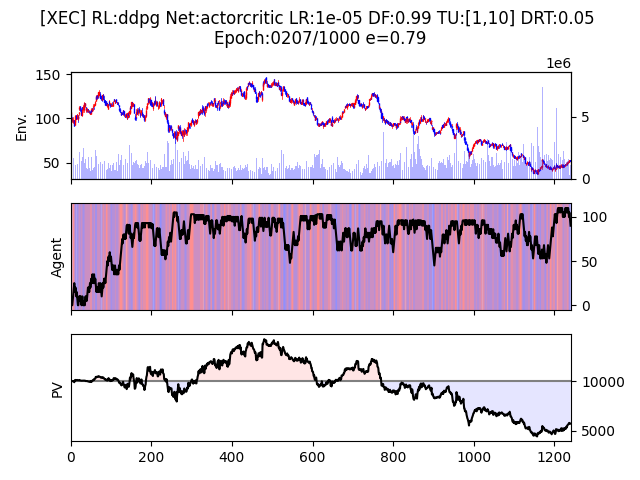 [XEC] RL:ddpg Net:actorcritic LR:1e-05 DF:0.99 TU:[1,10] DRT:0.05
Epoch:0207/1000 e=0.79
1e6
150
100
50
Env.
5
0
Agent
100
50
0
PV
10000
5000
0 200 400 600 800 1000 1200